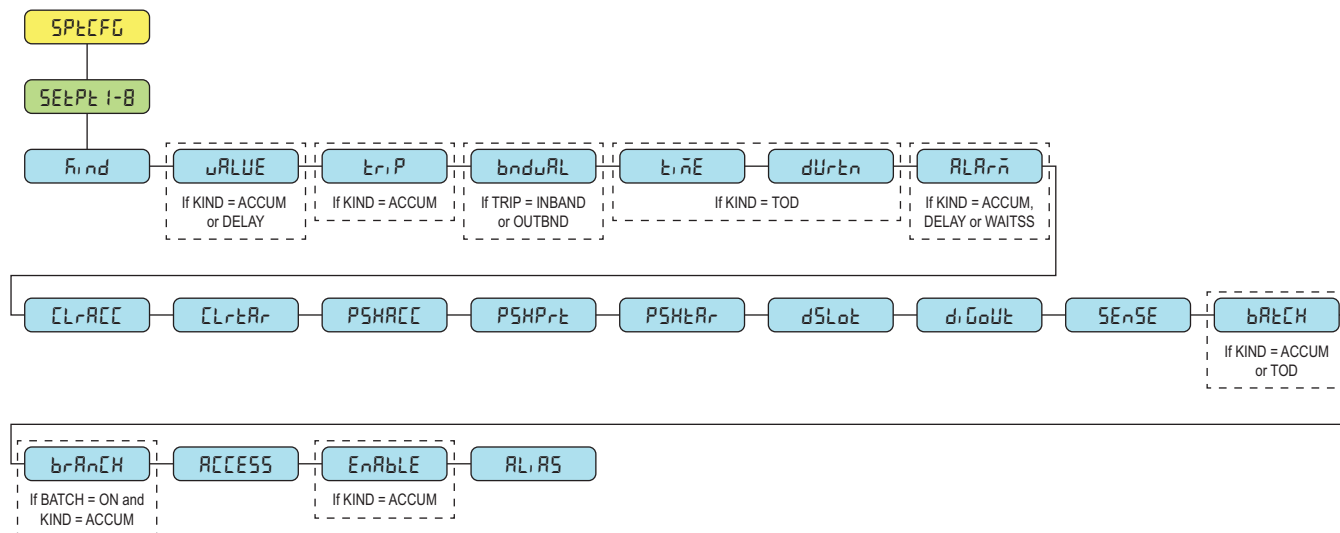 SPtCFG
SEtPt 1-8
Kind
vALUE
triP
bndvAL
tiME
dUrtn
ALArM
If KIND = ACCUM
or DELAY
If KIND = ACCUM
If TRIP = INBAND
or OUTBND
If KIND = TOD
If KIND = ACCUM,
DELAY or WAITSS
CLrACC
CLrtAr
PSHACC
PSHPrt
PSHtAr
dSLot
diGoUt
SEnSE
bAtCH
If KIND = ACCUM
or TOD
brAnCH
ACCESS
EnAbLE
ALiAS
If BATCH = ON and
KIND = ACCUM
If KIND = ACCUM